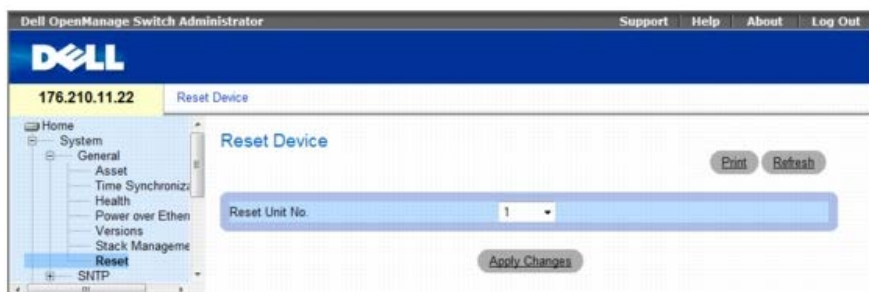 Dell OpenManage Switch Administrator
Support Help About Log Out
DELL
176.210.11.22 Reset Device
Home
System
General
Asset
Time Synchroniz
Health
Power over Ethern
Versions
Stack Manageme
Reset
SNTP
Reset Device
Print Refresh
Reset Unit No. 1
Apply Changes